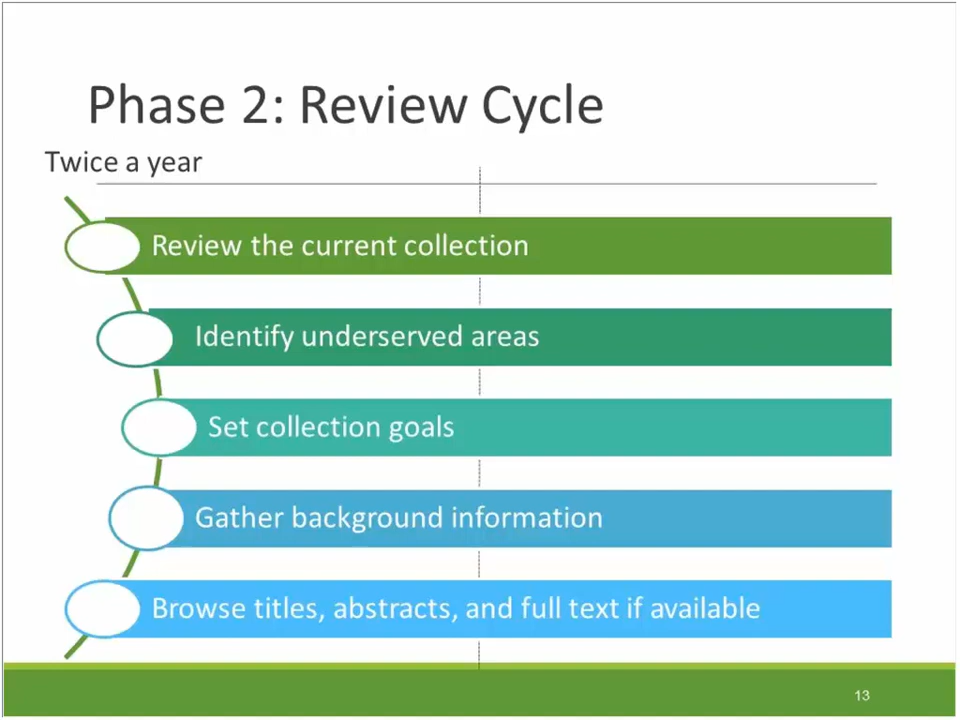 Phase 2: Review Cycle
Twice a year
Review the current collection
Identify underserved areas
Set collection goals
Gather background information
Browse titles, abstracts, and full text if available
13